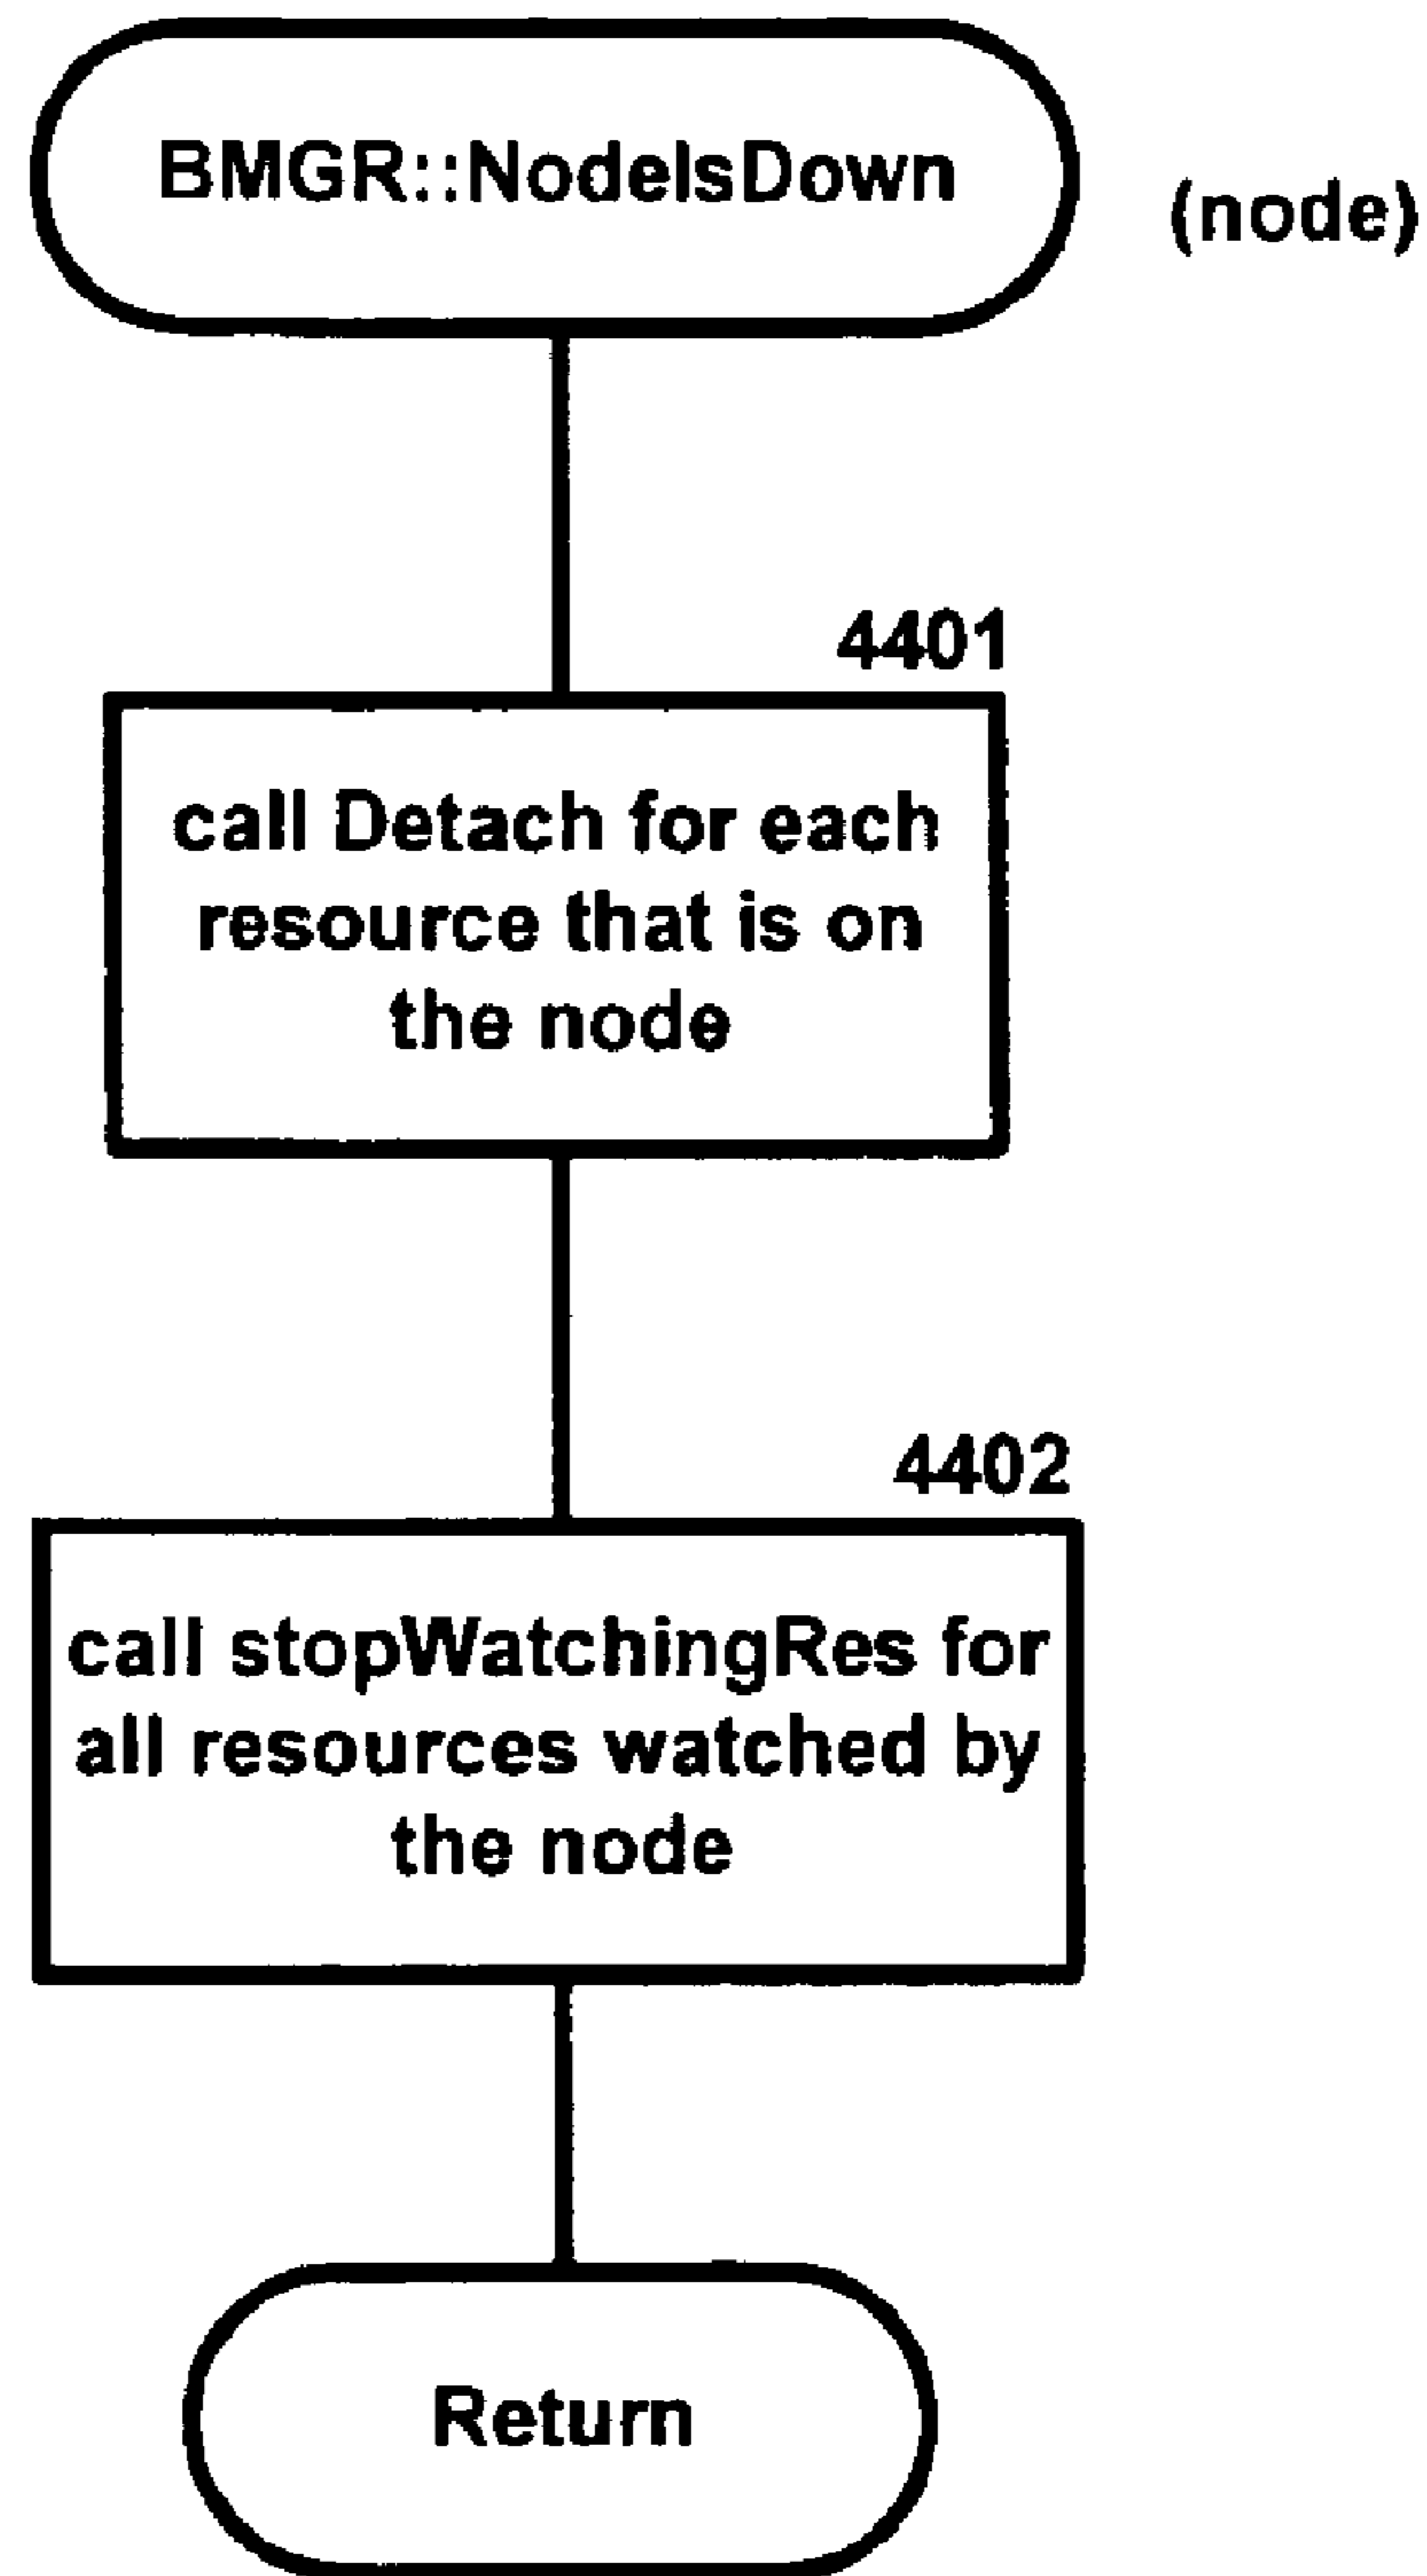 BMGR::NodeIsDown
(node)
4401
call Detach for each
resource that is on
the node
4402
call stopWatchingRes for
all resources watched by
the node
Return